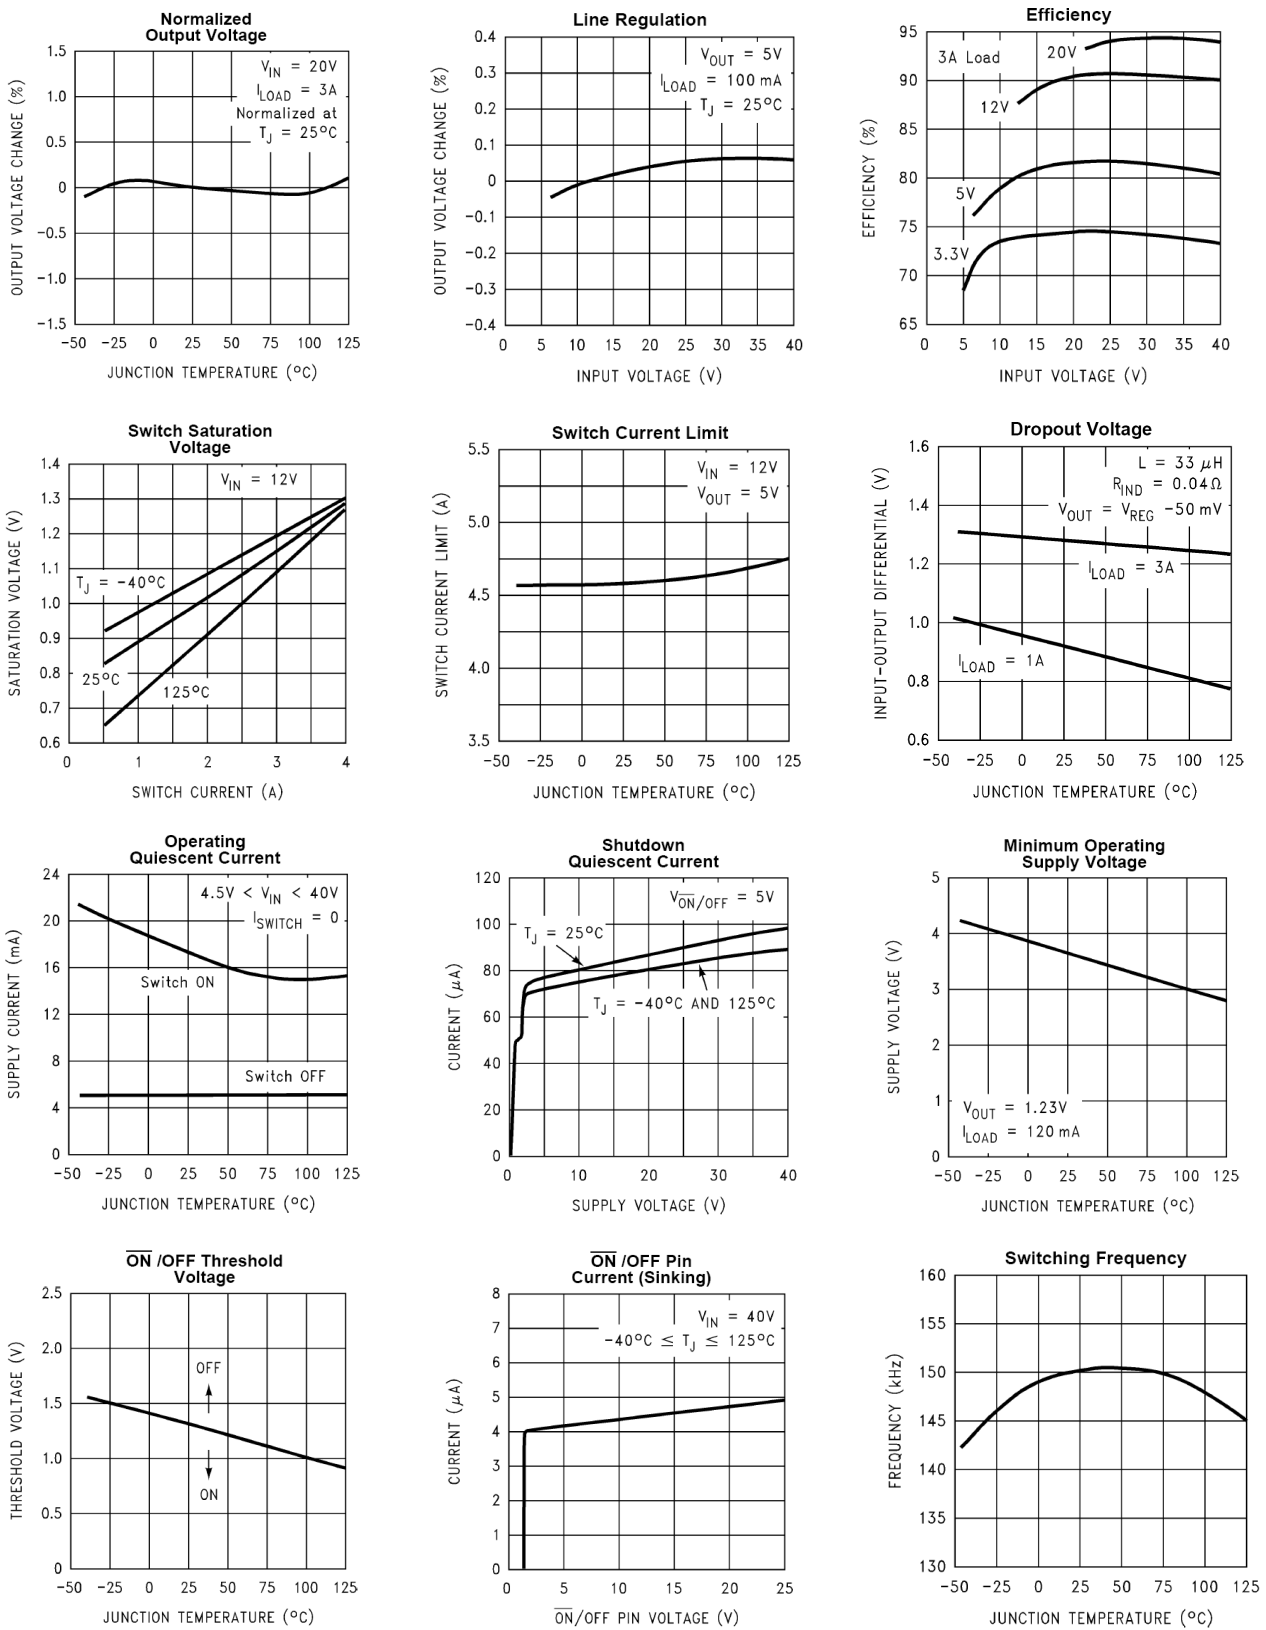 Normalized
Output Voltage
1.5
1.0
0.5
0
−0.5
−1.0
−1.5
OUTPUT VOLTAGE CHANGE (%)
VIN = 20V
ILOAD = 3A
Normalized at
TJ = 25°C
−50 −25 0 25 50 75 100 125
JUNCTION TEMPERATURE (°C)
Line Regulation
0.4
0.3
0.2
0.1
0
−0.1
−0.2
−0.3
−0.4
OUTPUT VOLTAGE CHANGE (%)
VOUT = 5V
ILOAD = 100 mA
TJ = 25°C
0 5 10 15 20 25 30 35 40
INPUT VOLTAGE (V)
Efficiency
95
90
85
80
75
70
65
EFFICIENCY (%)
3A Load
20V
12V
5V
3.3V
0 5 10 15 20 25 30 35 40
INPUT VOLTAGE (V)
Switch Saturation
Voltage
1.4
1.3
1.2
1.1
1.0
0.9
0.8
0.7
0.6
SATURATION VOLTAGE (V)
VIN = 12V
TJ = −40°C
25°C
125°C
0 1 2 3 4
SWITCH CURRENT (A)
Switch Current Limit
5.5
5.0
4.5
4.0
3.5
SWITCH CURRENT LIMIT (A)
VIN = 12V
VOUT = 5V
−50 −25 0 25 50 75 100 125
JUNCTION TEMPERATURE (°C)
Dropout Voltage
1.6
1.4
1.2
1.0
0.8
0.6
INPUT−OUTPUT DIFFERENTIAL (V)
L = 33 μH
RIND = 0.04Ω
VOUT = VREG −50 mV
ILOAD = 3A
ILOAD = 1A
−50 −25 0 25 50 75 100 125
JUNCTION TEMPERATURE (°C)
Operating
Quiescent Current
24
20
16
12
8
4
0
SUPPLY CURRENT (mA)
4.5V < VIN < 40V
ISWITCH = 0
Switch ON
Switch OFF
−50 −25 0 25 50 75 100 125
JUNCTION TEMPERATURE (°C)
Shutdown
Quiescent Current
120
100
80
60
40
20
0
CURRENT (μA)
VON/OFF = 5V
TJ = 25°C
TJ = −40°C AND 125°C
0 10 20 30 40
SUPPLY VOLTAGE (V)
Minimum Operating
Supply Voltage
5
4
3
2
1
0
SUPPLY VOLTAGE (V)
VOUT = 1.23V
ILOAD = 120 mA
−50 −25 0 25 50 75 100 125
JUNCTION TEMPERATURE (°C)
ON /OFF Threshold
Voltage
2.5
2.0
1.5
1.0
0.5
0
THRESHOLD VOLTAGE (V)
OFF
ON
−50 −25 0 25 50 75 100 125
JUNCTION TEMPERATURE (°C)
ON /OFF Pin
Current (Sinking)
8
7
6
5
4
3
2
1
0
CURRENT (μA)
VIN = 40V
−40°C ≤ TJ ≤ 125°C
0 5 10 15 20 25
ON/OFF PIN VOLTAGE (V)
Switching Frequency
160
155
150
145
140
135
130
FREQUENCY (kHz)
−50 −25 0 25 50 75 100 125
JUNCTION TEMPERATURE (°C)